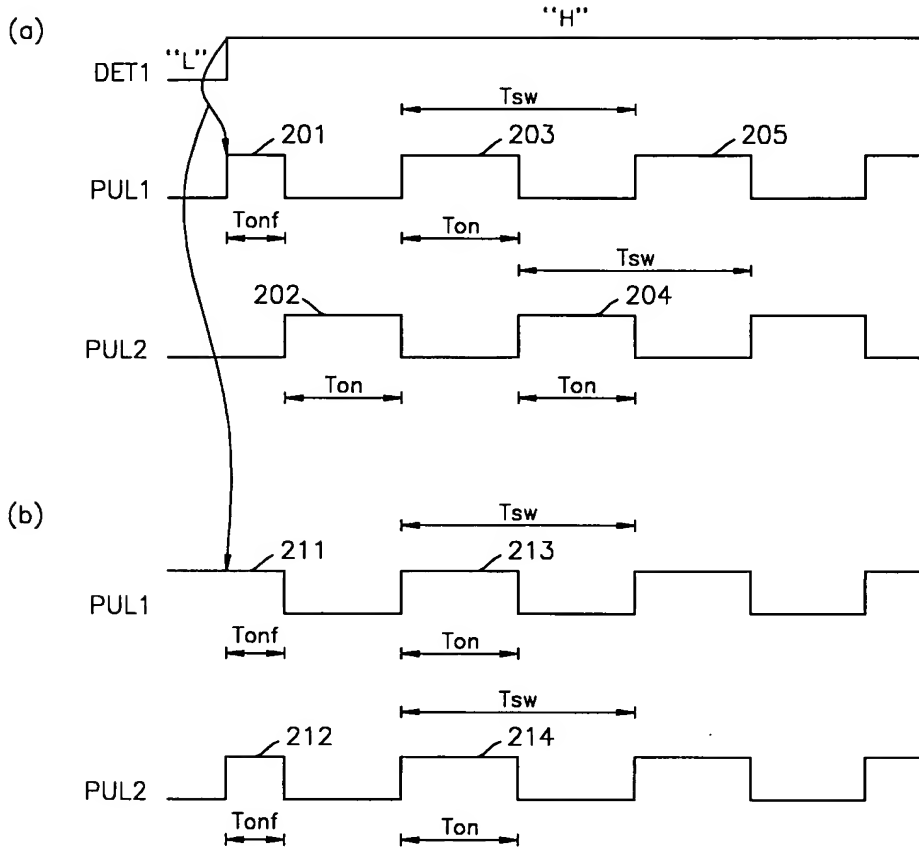 (a)
"H"
"L"
DET1
Tsw
201
203
205
PUL1
Tonf
Ton
Tsw
202
204
PUL2
Ton
Ton
(b)
Tsw
211
213
PUL1
Tonf
Ton
Tsw
212
214
PUL2
Tonf
Ton